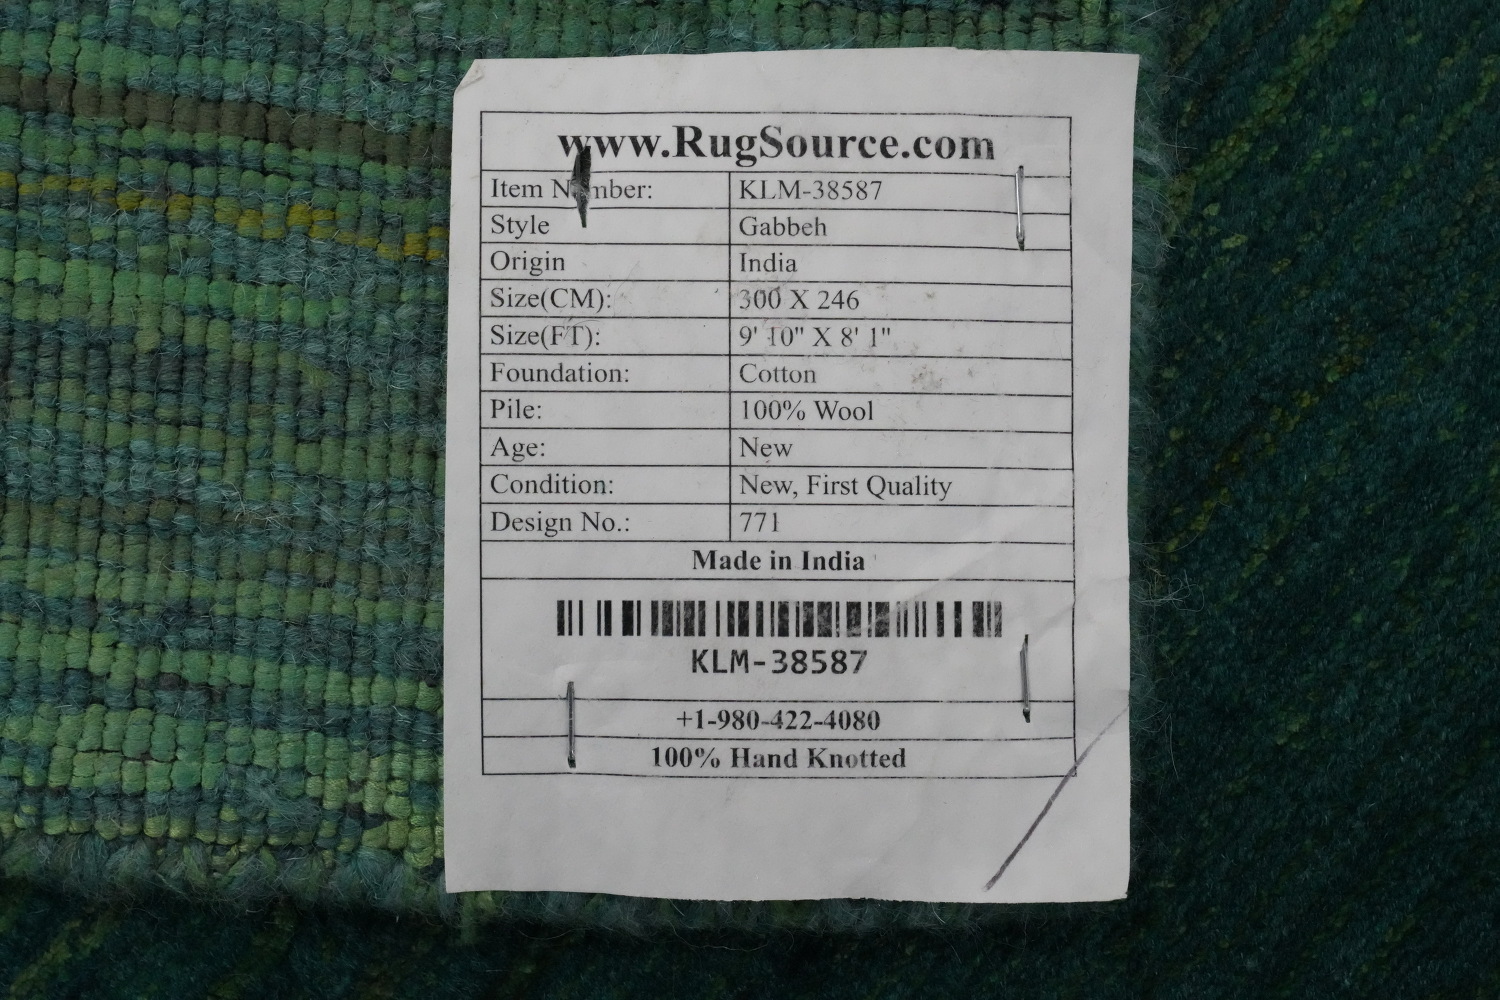 www.RugSource.com
Item Number: KLM-38587
Style Gabbeh
Origin India
Size(CM): 300 X 246
Size(FT): 9' 10" X 8' 1"
Foundation: Cotton
Pile: 100% Wool
Age: New
Condition: New, First Quality
Design No.: 771
Made in India
KLM-38587
+1-980-422-4080
100% Hand Knotted